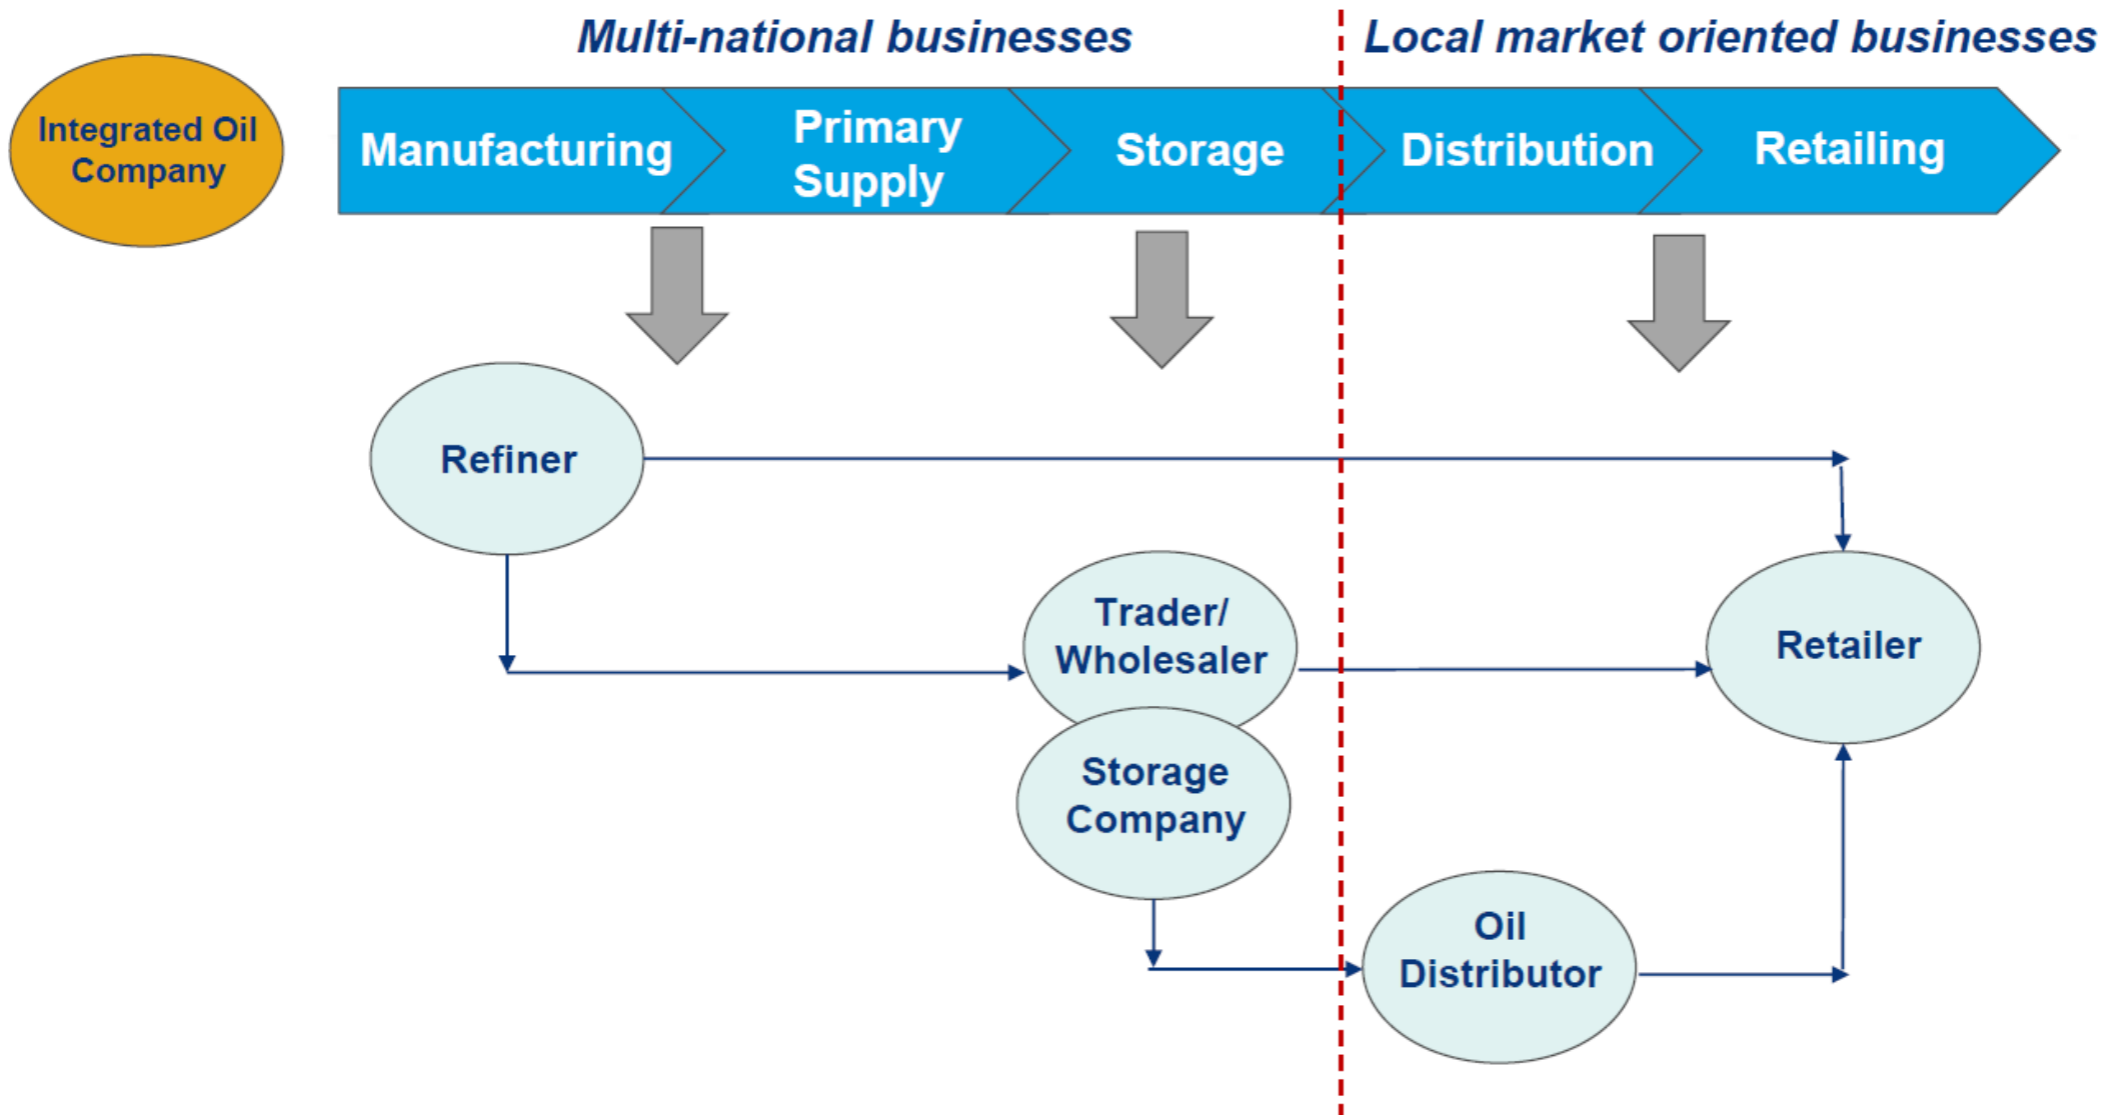 Multi-national businesses
Local market oriented businesses
Integrated Oil
Company
Manufacturing
Primary
Supply
Storage
Distribution
Retailing
Refiner
Trader/
Wholesaler
Retailer
Storage
Company
Oil
Distributor